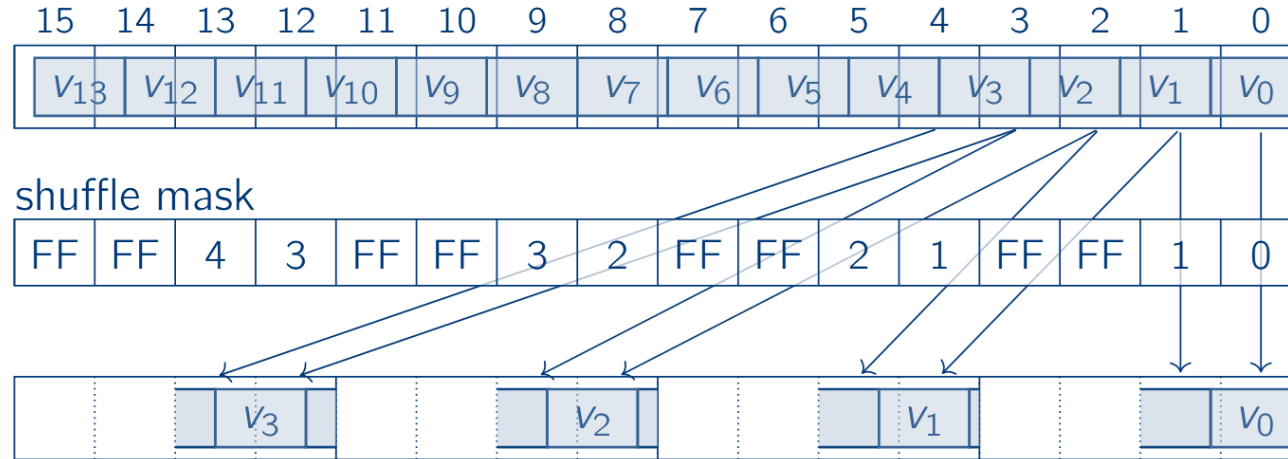 15 14 13 12 11 10 9 8 7 6 5 4 3 2 1 0
v13 v12 v11 v10 v9 v8 v7 v6 v5 v4 v3 v2 v1 v0
shuffle mask
FF FF 4 3 FF FF 3 2 FF FF 2 1 FF FF 1 0
v3 v2 v1 v0